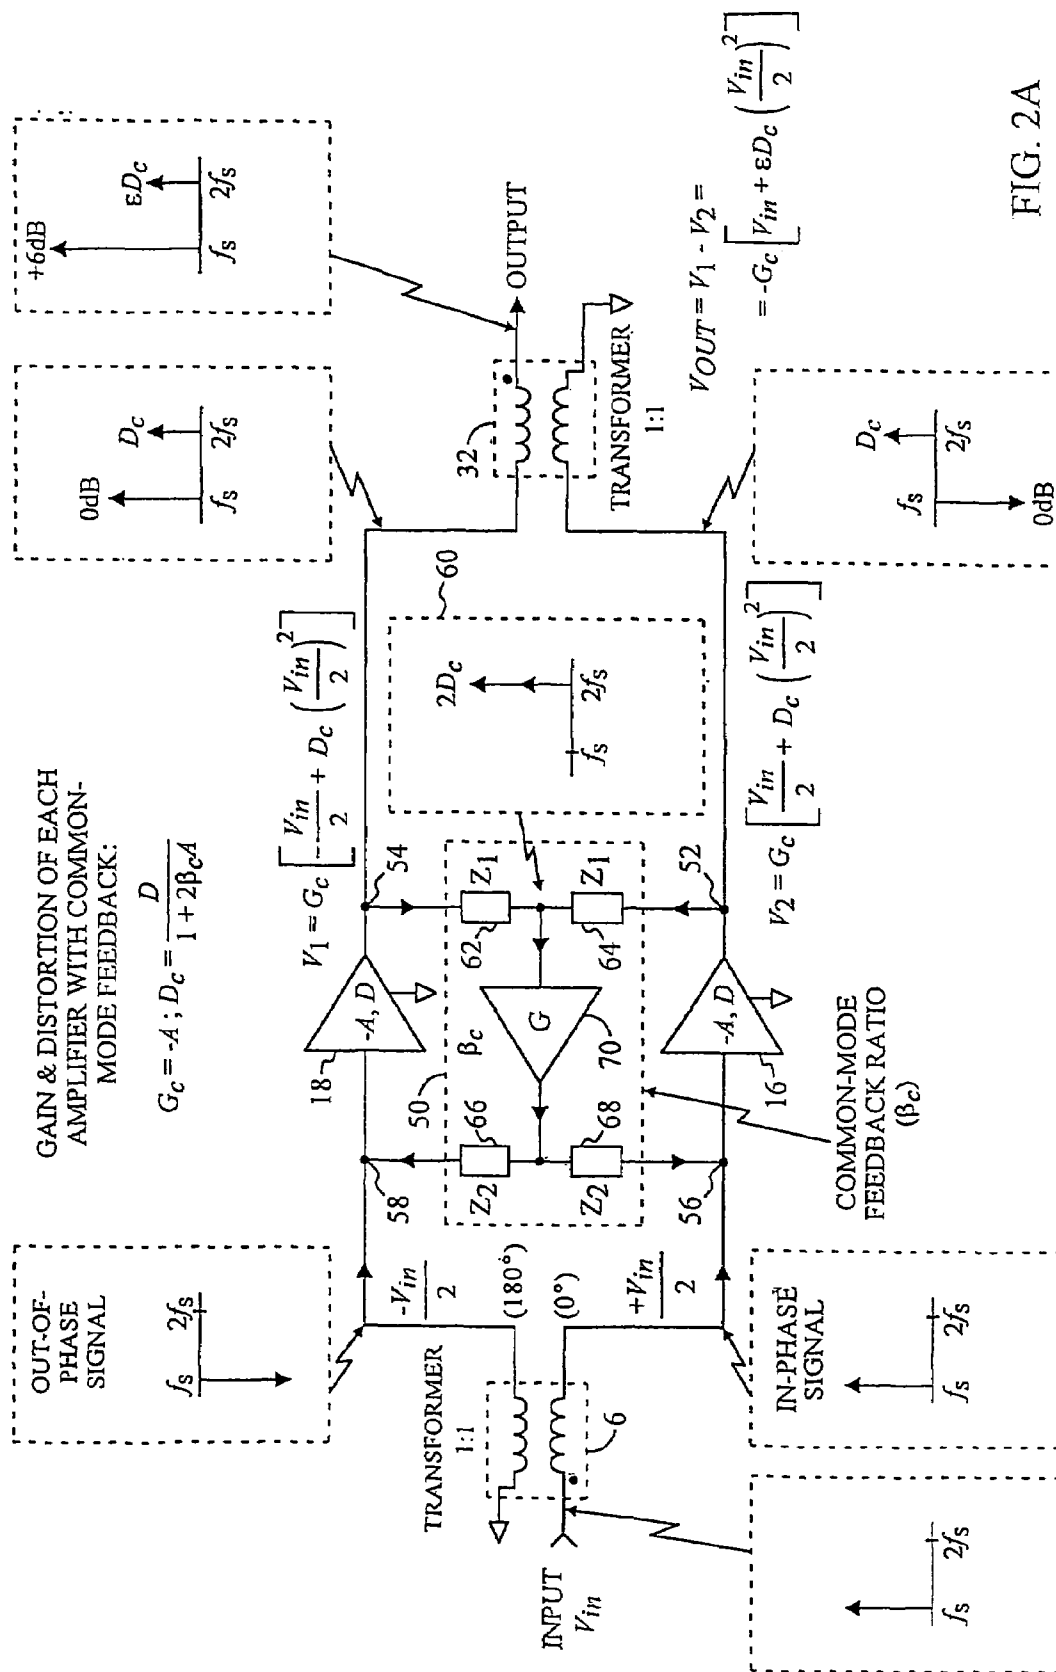 GAIN & DISTORTION OF EACH
AMPLIFIER WITH COMMON-
MODE FEEDBACK:
G_c = -A ; D_c = D / (1 + 2β_cA)
OUT-OF-
PHASE
SIGNAL
f_s 2f_s
0dB
D_c
f_s 2f_s
+6dB
εD_c
f_s 2f_s
V_1 = G_c [ -V_in/2 + D_c (V_in/2)^2 ]
18
-A, D
54
58
-V_in/2
(180°)
(0°)
+V_in/2
TRANSFORMER
1:1
6
INPUT
V_in
50
β_c
66
Z_2
68
Z_2
G
70
62
Z_1
64
Z_1
60
2D_c
f_s 2f_s
32
OUTPUT
TRANSFORMER
1:1
V_OUT = V_1 - V_2 =
= -G_c [ V_in + εD_c (V_in/2)^2 ]
56
16
-A, D
52
V_2 = G_c [ V_in/2 + D_c (V_in/2)^2 ]
COMMON-MODE
FEEDBACK RATIO
(β_c)
f_s 2f_s
IN-PHASE
SIGNAL
f_s 2f_s
D_c
f_s 2f_s
0dB
FIG. 2A